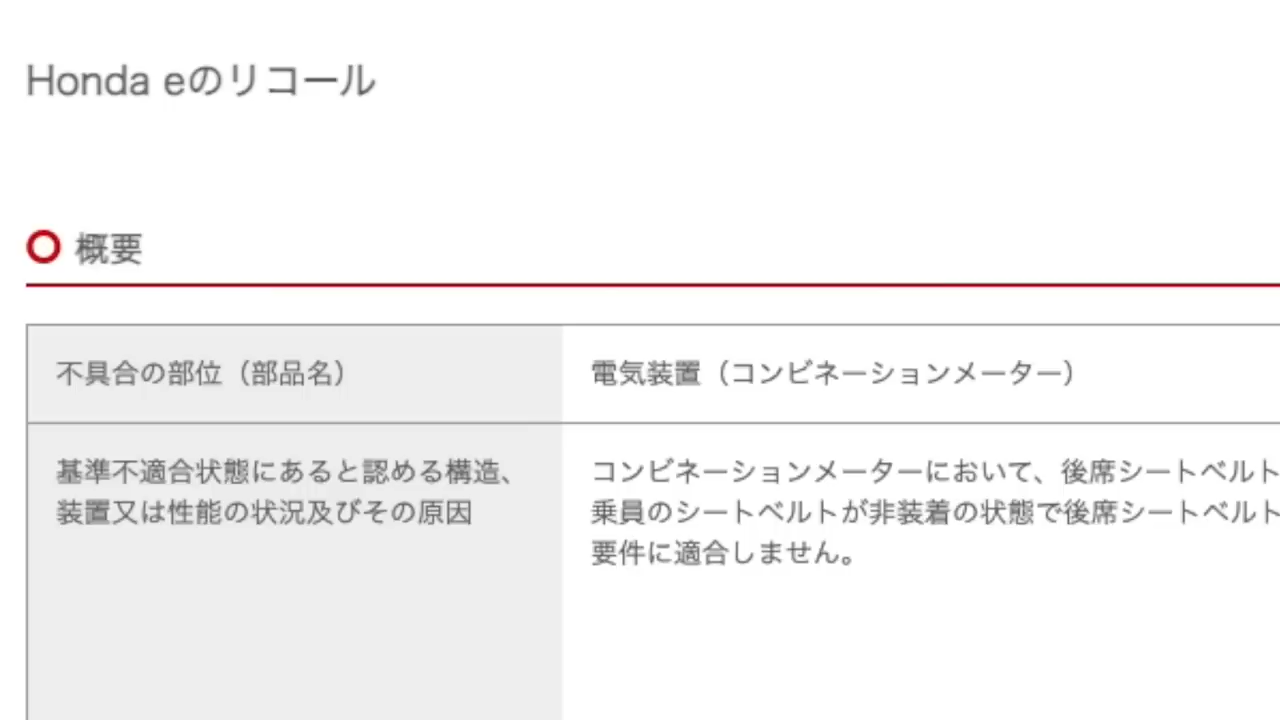 Honda eのリコール
概要
不具合の部位（部品名）
電気装置（コンビネーションメーター）
基準不適合状態にあると認める構造、
装置又は性能の状況及びその原因
コンビネーションメーターにおいて、後席シートベルト
乗員のシートベルトが非装着の状態で後席シートベルト
要件に適合しません。